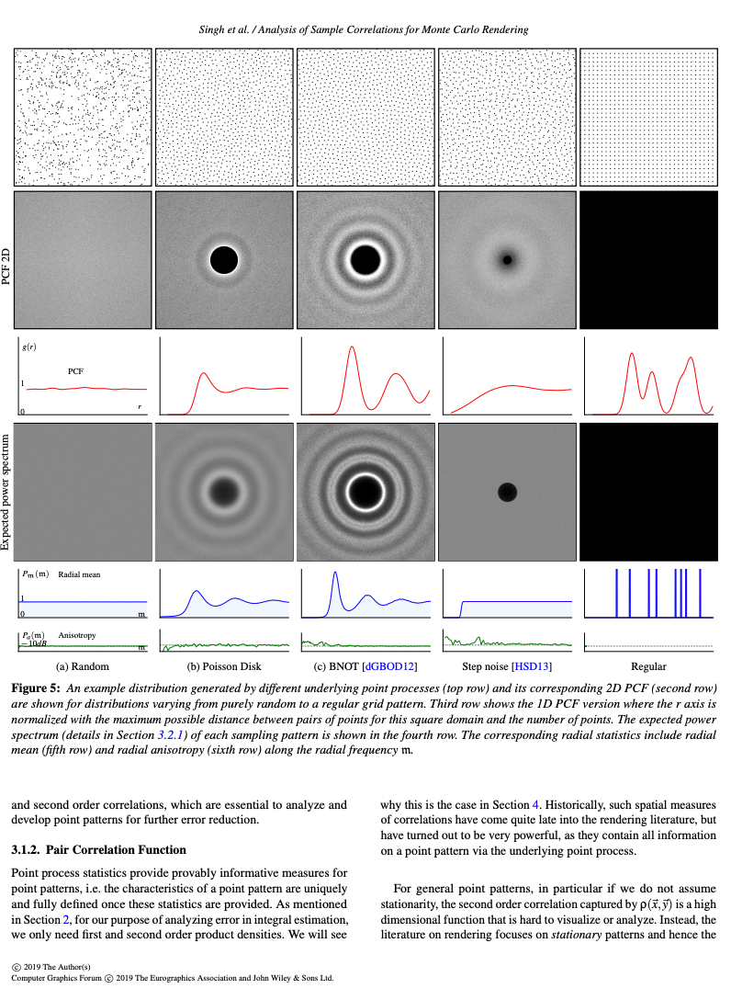 Singh et al. / Analysis of Sample Correlations for Monte Carlo Rendering
PCF 2D
g(r)
PCF
1
r
0
Expected power spectrum
Pm(m) Radial mean
1
0
m
Pa(m) Anisotropy
−10dB
m
(a) Random
(b) Poisson Disk
(c) BNOT [dGBOD12]
Step noise [HSD13]
Regular
Figure 5: An example distribution generated by different underlying point processes (top row) and its corresponding 2D PCF (second row)
are shown for distributions varying from purely random to a regular grid pattern. Third row shows the 1D PCF version where the r axis is
normalized with the maximum possible distance between pairs of points for this square domain and the number of points. The expected power
spectrum (details in Section 3.2.1) of each sampling pattern is shown in the fourth row. The corresponding radial statistics include radial
mean (fifth row) and radial anisotropy (sixth row) along the radial frequency m.
and second order correlations, which are essential to analyze and
develop point patterns for further error reduction.
3.1.2. Pair Correlation Function
Point process statistics provide provably informative measures for
point patterns, i.e. the characteristics of a point pattern are uniquely
and fully defined once these statistics are provided. As mentioned
in Section 2, for our purpose of analyzing error in integral estimation,
we only need first and second order product densities. We will see
why this is the case in Section 4. Historically, such spatial measures
of correlations have come quite late into the rendering literature, but
have turned out to be very powerful, as they contain all information
on a point pattern via the underlying point process.
For general point patterns, in particular if we do not assume
stationarity, the second order correlation captured by ρ(x⃗,y⃗) is a high
dimensional function that is hard to visualize or analyze. Instead, the
literature on rendering focuses on stationary patterns and hence the
© 2019 The Author(s)
Computer Graphics Forum © 2019 The Eurographics Association and John Wiley & Sons Ltd.